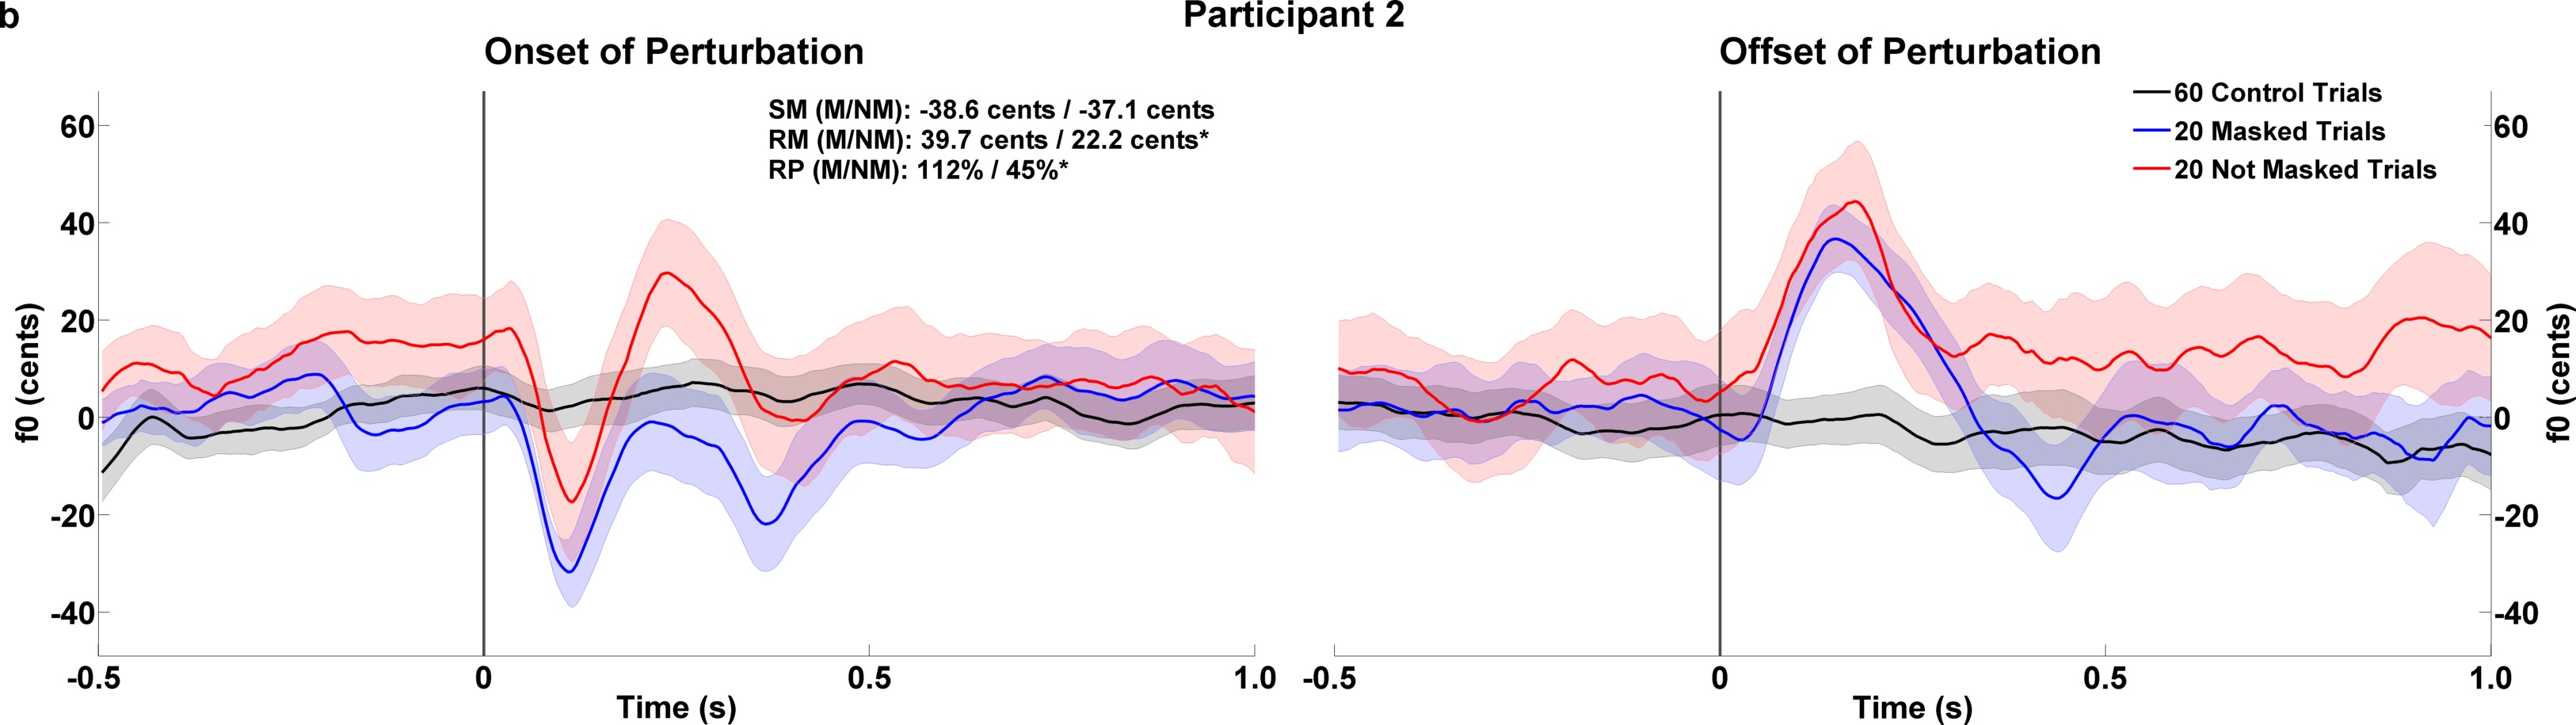 b
Participant 2
Onset of Perturbation
Offset of Perturbation
SM (M/NM): -38.6 cents / -37.1 cents
RM (M/NM): 39.7 cents / 22.2 cents*
RP (M/NM): 112% / 45%*
60 Control Trials
20 Masked Trials
20 Not Masked Trials
f0 (cents)
60
40
20
0
-20
-40
-0.5 0 0.5 1.0
Time (s)
-0.5 0 0.5 1.0
Time (s)
60
40
20
0
-20
-40
f0 (cents)